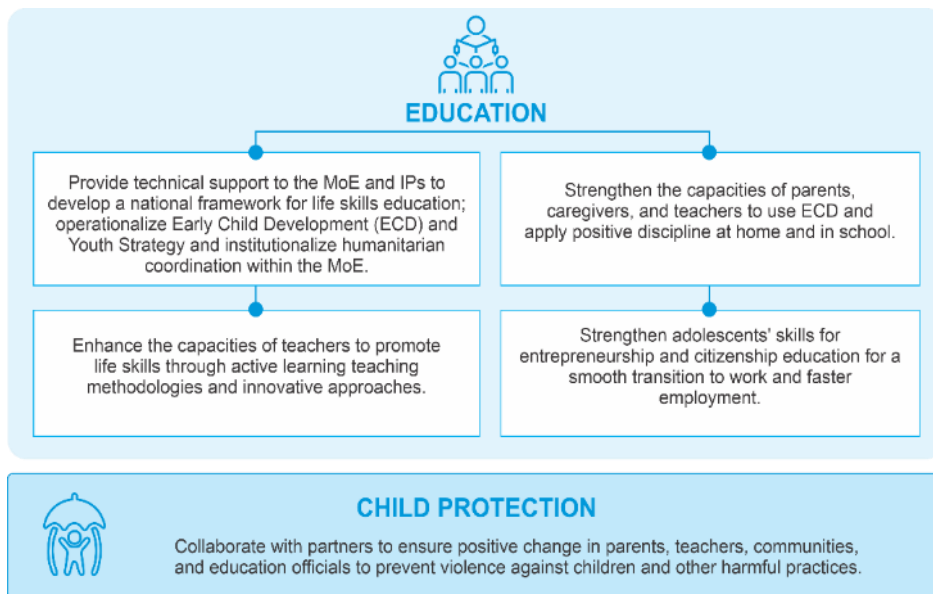 EDUCATION
Provide technical support to the MoE and IPs to
develop a national framework for life skills education;
operationalize Early Child Development (ECD) and
Youth Strategy and institutionalize humanitarian
coordination within the MoE.
Strengthen the capacities of parents,
caregivers, and teachers to use ECD and
apply positive discipline at home and in school.
Enhance the capacities of teachers to promote
life skills through active learning teaching
methodologies and innovative approaches.
Strengthen adolescents' skills for
entrepreneurship and citizenship education for a
smooth transition to work and faster
employment.
CHILD PROTECTION
Collaborate with partners to ensure positive change in parents, teachers, communities,
and education officials to prevent violence against children and other harmful practices.